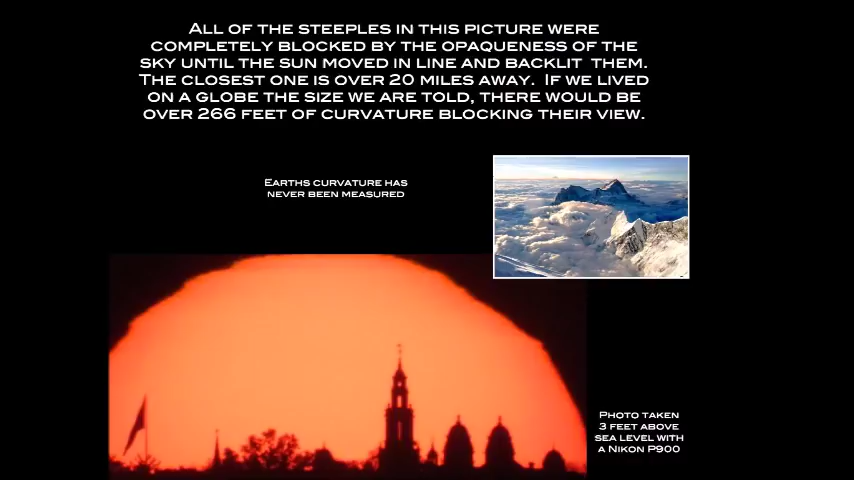 ALL OF THE STEEPLES IN THIS PICTURE WERE
COMPLETELY BLOCKED BY THE OPAQUENESS OF THE
SKY UNTIL THE SUN MOVED IN LINE AND BACKLIT THEM.
THE CLOSEST ONE IS OVER 20 MILES AWAY. IF WE LIVED
ON A GLOBE THE SIZE WE ARE TOLD, THERE WOULD BE
OVER 266 FEET OF CURVATURE BLOCKING THEIR VIEW.
EARTHS CURVATURE HAS
NEVER BEEN MEASURED
PHOTO TAKEN
3 FEET ABOVE
SEA LEVEL WITH
A NIKON P900